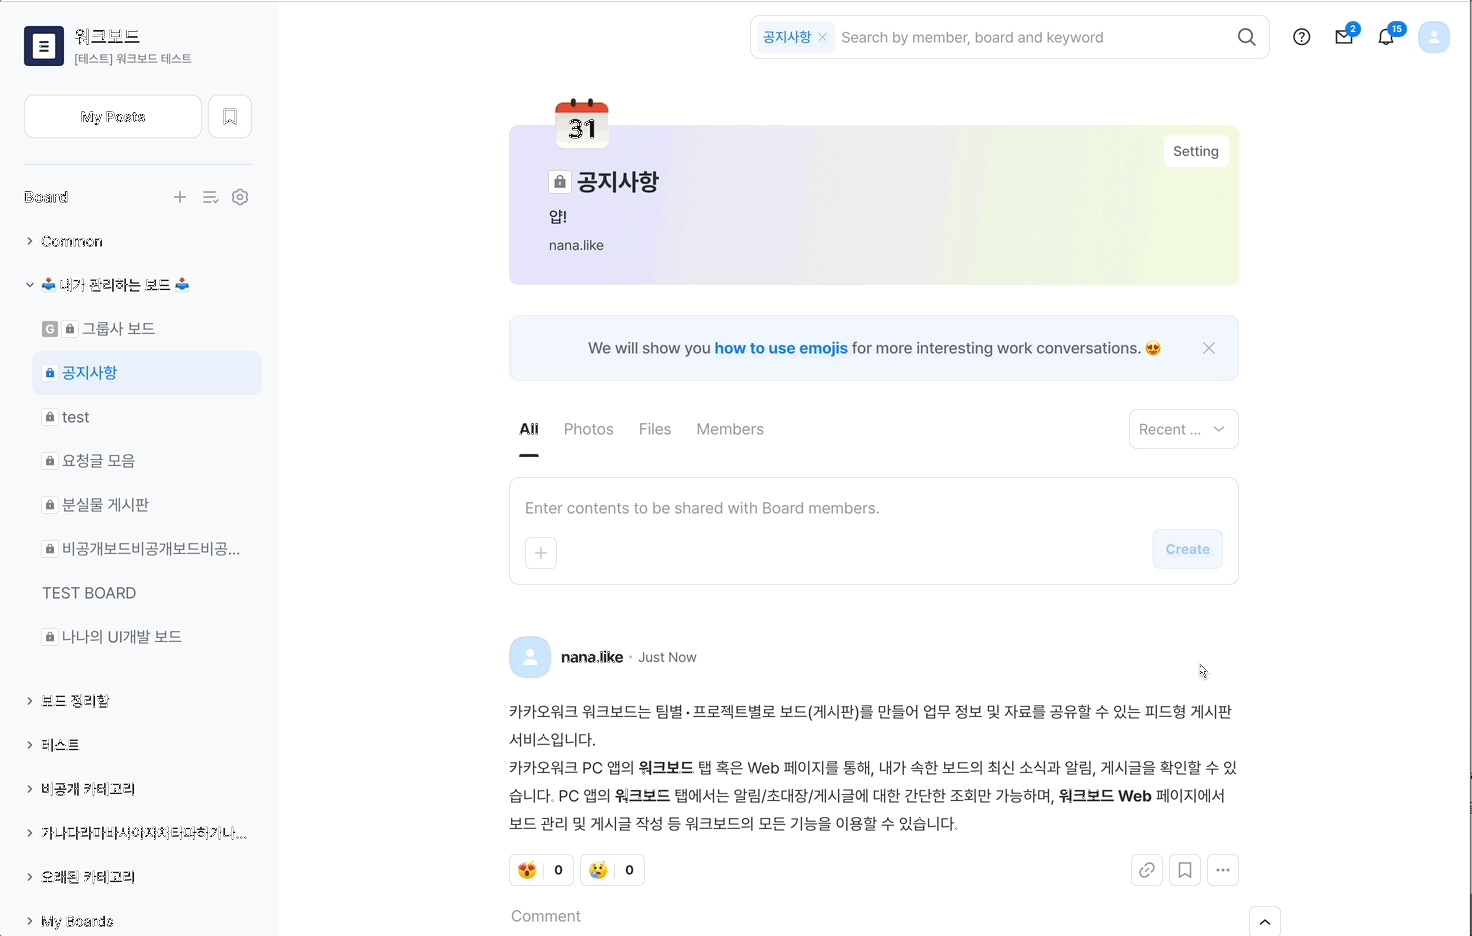 워크보드
[테스트] 워크보드 테스트
공지사항
Search by member, board and keyword
2
15
My Posts
Board
Common
내가 관리하는 보드
G 그룹사 보드
공지사항
test
요청글 모음
분실물 게시판
비공개보드비공개보드비공...
TEST BOARD
나나의 UI개발 보드
보드 정리함
테스트
비공개 카테고리
가나다라마바사아자차타파하가나...
오래된 카테고리
My Boards
31
Setting
공지사항
얍!
nana.like
We will show you how to use emojis for more interesting work conversations. 😍
All
Photos
Files
Members
Recent ...
Enter contents to be shared with Board members.
Create
nana.like · Just Now
카카오워크 워크보드는 팀별·프로젝트별로 보드(게시판)를 만들어 업무 정보 및 자료를 공유할 수 있는 피드형 게시판
서비스입니다.
카카오워크 PC 앱의 워크보드 탭 혹은 Web 페이지를 통해, 내가 속한 보드의 최신 소식과 알림, 게시글을 확인할 수 있
습니다. PC 앱의 워크보드 탭에서는 알림/초대장/게시글에 대한 간단한 조회만 가능하며, 워크보드 Web 페이지에서
보드 관리 및 게시글 작성 등 워크보드의 모든 기능을 이용할 수 있습니다.
😍 0
😢 0
Comment